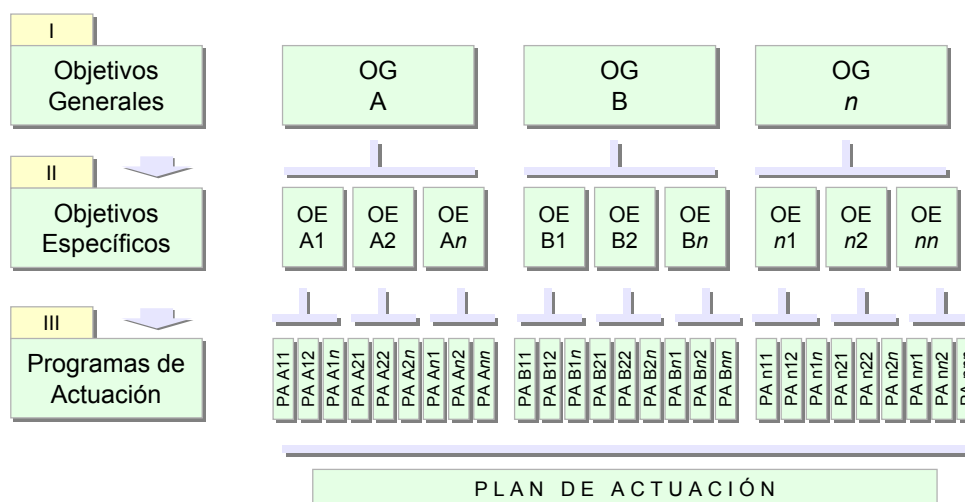 I
Objetivos
Generales
OG
A
OG
B
OG
n
II
Objetivos
Específicos
OE
A1
OE
A2
OE
An
OE
B1
OE
B2
OE
Bn
OE
n1
OE
n2
OE
nn
III
Programas de
Actuación
PA A11
PA A12
PA A1n
PA A21
PA A22
PA A2n
PA An1
PA An2
PA Ann
PA B11
PA B12
PA B1n
PA B21
PA B22
PA B2n
PA Bn1
PA Bn2
PA Bnn
PA n11
PA n12
PA n1n
PA n21
PA n22
PA n2n
PA nn1
PA nn2
PA nnn
PLAN DE ACTUACIÓN